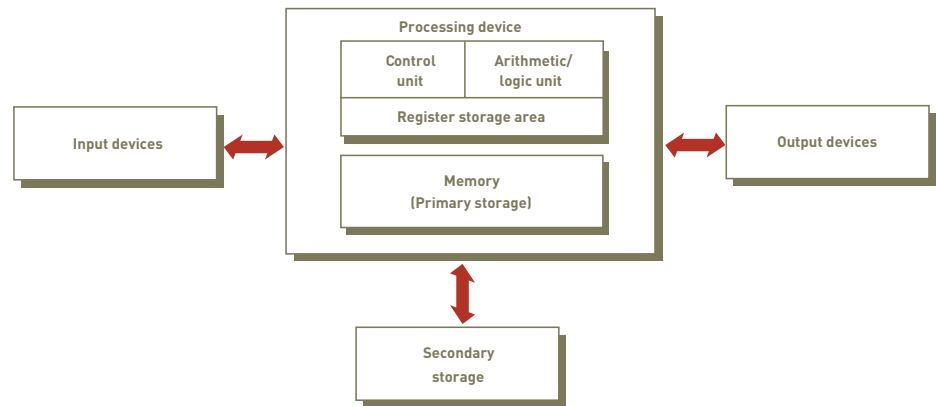 Processing device
Control
unit
Arithmetic/
logic unit
Register storage area
Input devices
Output devices
Memory
(Primary storage)
Secondary
storage